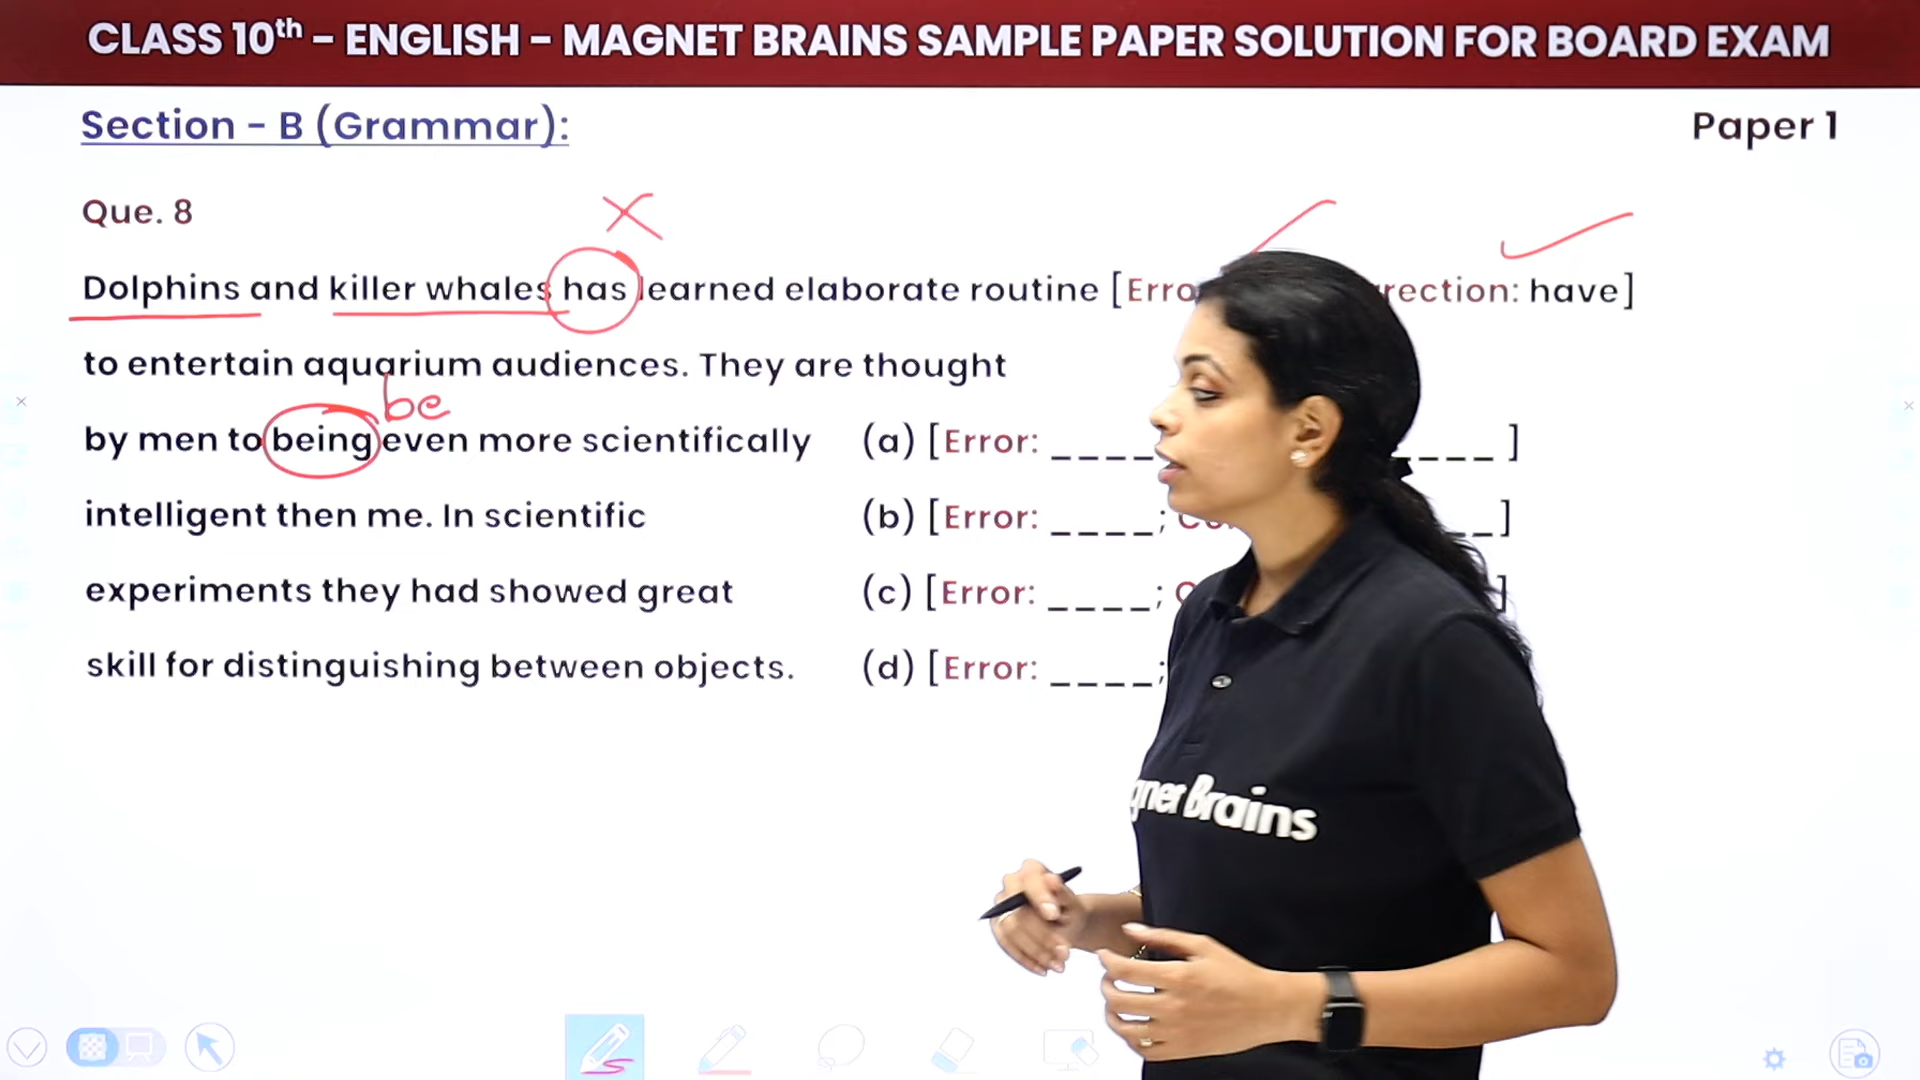 CLASS 10th - ENGLISH - MAGNET BRAINS SAMPLE PAPER SOLUTION FOR BOARD EXAM
Section - B (Grammar):
Paper 1
Que. 8
Dolphins and killer whales has learned elaborate routine [ : have]
to entertain aquarium audiences. They are thought
be
by men to being even more scientifically (a) [Error: ____ ____ ]
intelligent then me. In scientific (b) [Error: ____; __]
experiments they had showed great (c) [Error: ____; ]
skill for distinguishing between objects. (d) [Error: ____;
Brains